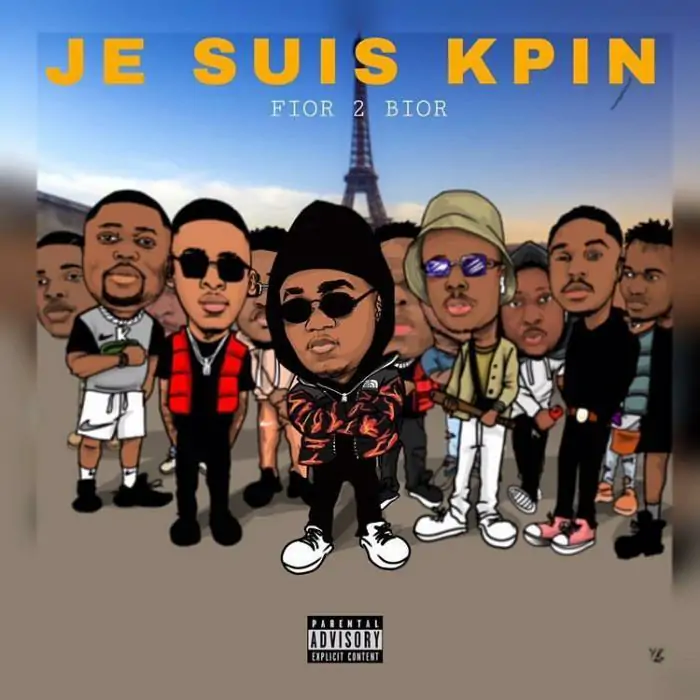 JE SUIS KPIN
FIOR 2 BIOR
K
PARENTAL
ADVISORY
EXPLICIT CONTENT